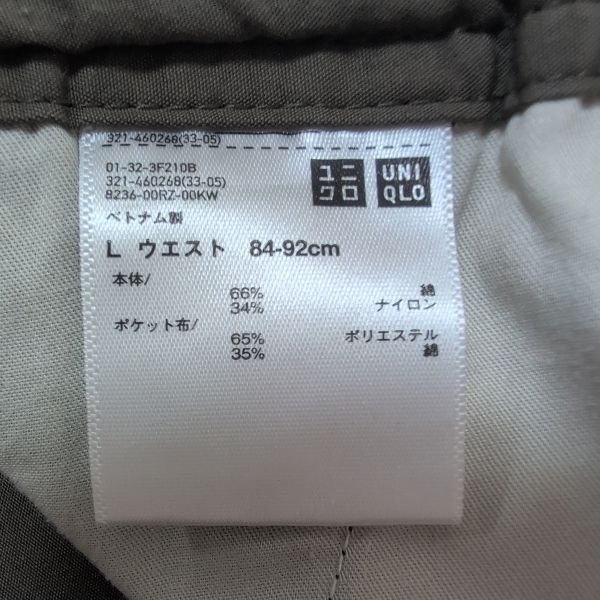 321-460268(33-05)
01-32-3F210B
321-460268(33-05)
8236-00RZ-00KW
ユニ
クロ
UNI
QLO
ベトナム製
L ウエスト 84-92cm
本体/
66% 綿
34% ナイロン
ポケット布/
65% ポリエステル
35% 綿